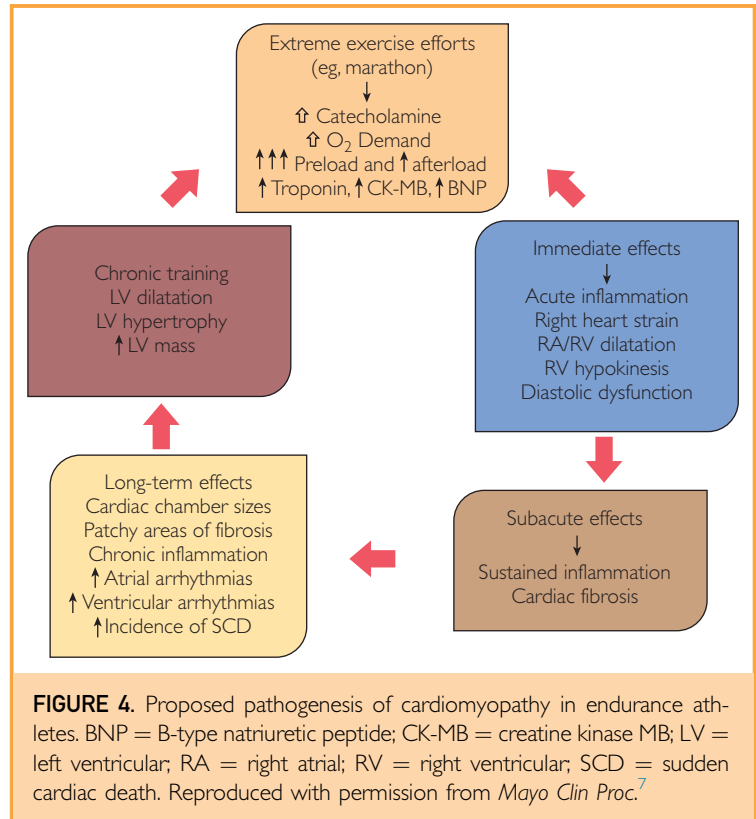 Extreme exercise efforts
(eg, marathon)
↓
⇧ Catecholamine
⇧ O₂ Demand
↑↑↑ Preload and ↑ afterload
↑ Troponin, ↑ CK-MB, ↑ BNP
Immediate effects
↓
Acute inflammation
Right heart strain
RA/RV dilatation
RV hypokinesis
Diastolic dysfunction
Subacute effects
↓
Sustained inflammation
Cardiac fibrosis
Long-term effects
Cardiac chamber sizes
Patchy areas of fibrosis
Chronic inflammation
↑ Atrial arrhythmias
↑ Ventricular arrhythmias
↑ Incidence of SCD
Chronic training
LV dilatation
LV hypertrophy
↑ LV mass
FIGURE 4. Proposed pathogenesis of cardiomyopathy in endurance ath-
letes. BNP = B-type natriuretic peptide; CK-MB = creatine kinase MB; LV =
left ventricular; RA = right atrial; RV = right ventricular; SCD = sudden
cardiac death. Reproduced with permission from Mayo Clin Proc.⁷